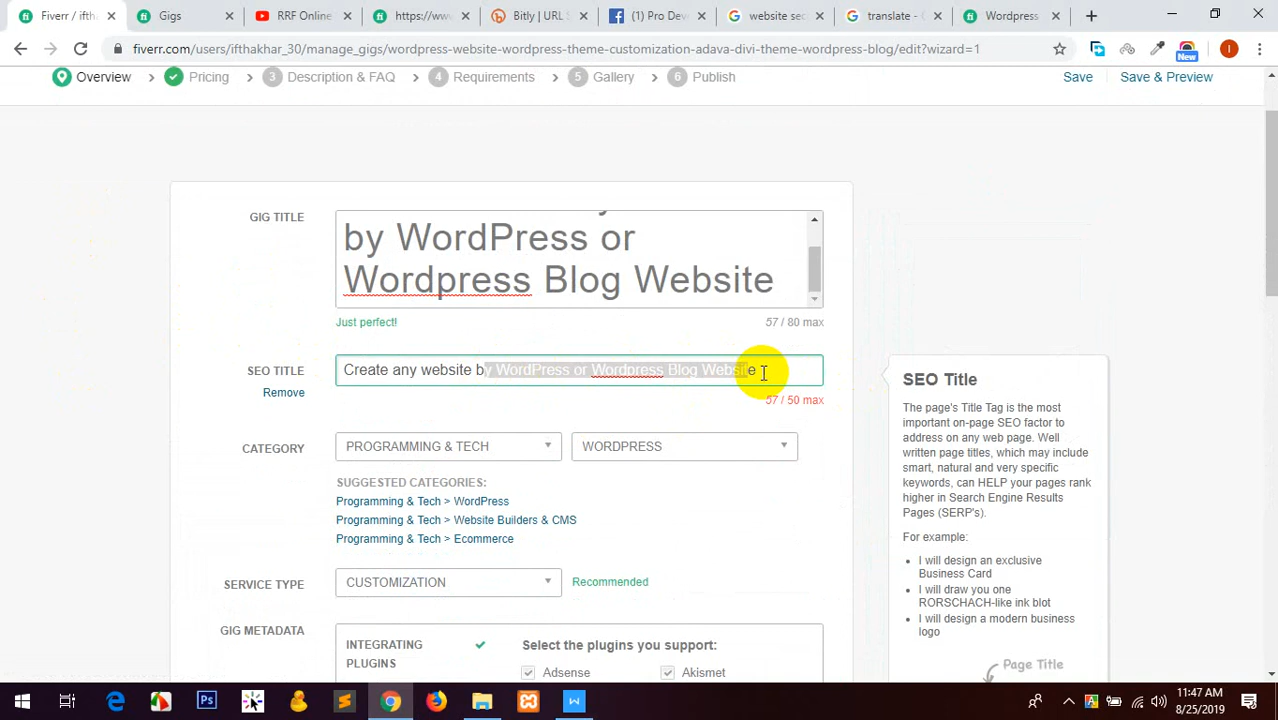 Fiverr /
Gigs
RRF Online
https://ww
Bitly | URL S
(1) Pro Dev
website se
translate - G
Wordpress
fiverr.com/users/ifthakhar_30/manage_gigs/wordpress-website-wordpress-theme-customization-adava-divi-theme-wordpress-blog/edit?wizard=1
New
I
Overview
Pricing
3 Description & FAQ
4 Requirements
5 Gallery
6 Publish
Save
Save & Preview
GIG TITLE
by WordPress or
Wordpress Blog Website
Just perfect!
57 / 80 max
SEO TITLE
Remove
Create any website by WordPress or Wordpress Blog Website
57 / 50 max
CATEGORY
PROGRAMMING & TECH
WORDPRESS
SUGGESTED CATEGORIES:
Programming & Tech > WordPress
Programming & Tech > Website Builders & CMS
Programming & Tech > Ecommerce
SERVICE TYPE
CUSTOMIZATION
Recommended
GIG METADATA
INTEGRATING
PLUGINS
Select the plugins you support:
Adsense
Akismet
SEO Title
The page's Title Tag is the most
important on-page SEO factor to
address on any web page. Well
written page titles, which may include
smart, natural and very specific
keywords, can HELP your pages rank
higher in Search Engine Results
Pages (SERP's).
For example:
I will design an exclusive
Business Card
I will draw you one
RORSCHACH-like ink blot
I will design a modern business
logo
Page Title
Ps
W
A
11:47 AM
8/25/2019